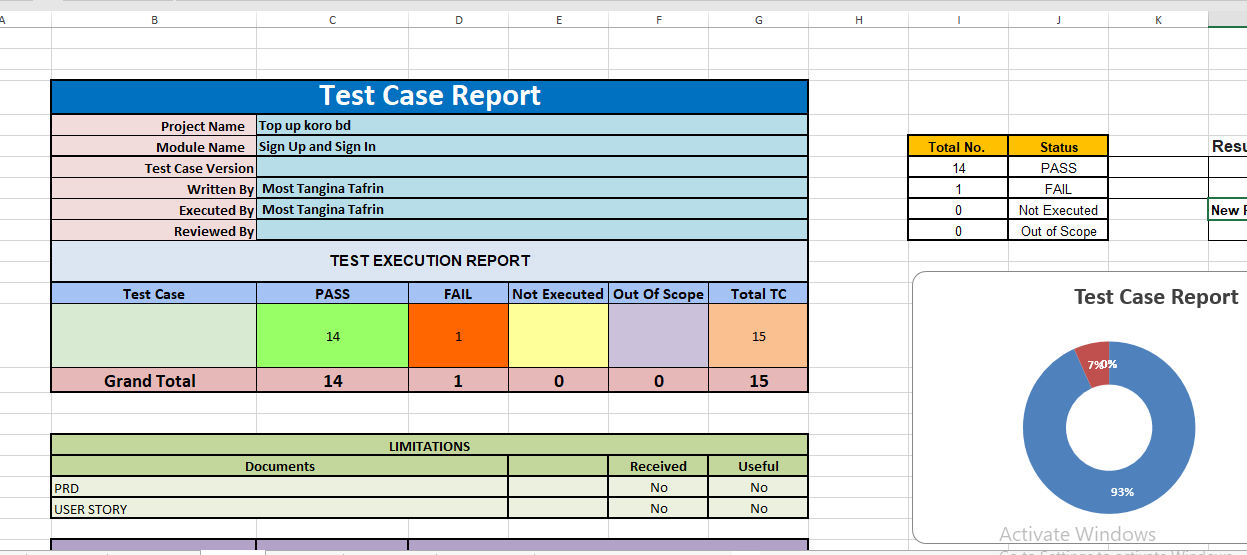 A B C D E F G H I J K
Test Case Report
Project Name Top up koro bd
Module Name Sign Up and Sign In
Test Case Version
Written By Most Tangina Tafrin
Executed By Most Tangina Tafrin
Reviewed By
TEST EXECUTION REPORT
Test Case PASS FAIL Not Executed Out Of Scope Total TC
14 1 15
Grand Total 14 1 0 0 15
LIMITATIONS
Documents Received Useful
PRD No No
USER STORY No No
Total No. Status
14 PASS
1 FAIL
0 Not Executed
0 Out of Scope
Resu
New
Test Case Report
7% 0%
93%
Activate Windows